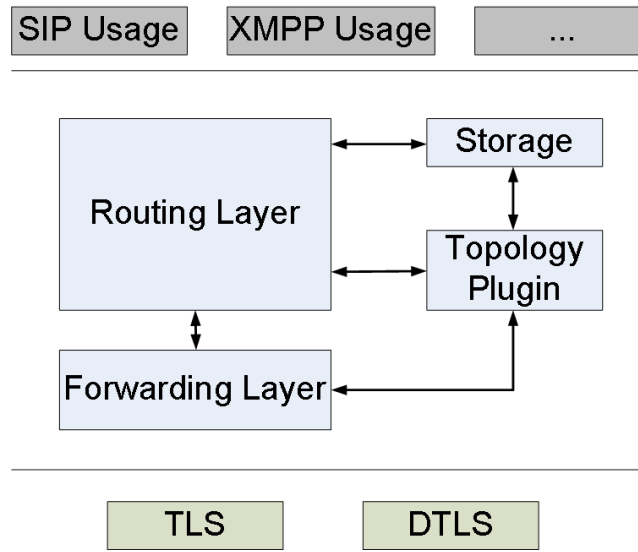 SIP Usage
XMPP Usage
...
Routing Layer
Storage
Topology
Plugin
Forwarding Layer
TLS
DTLS